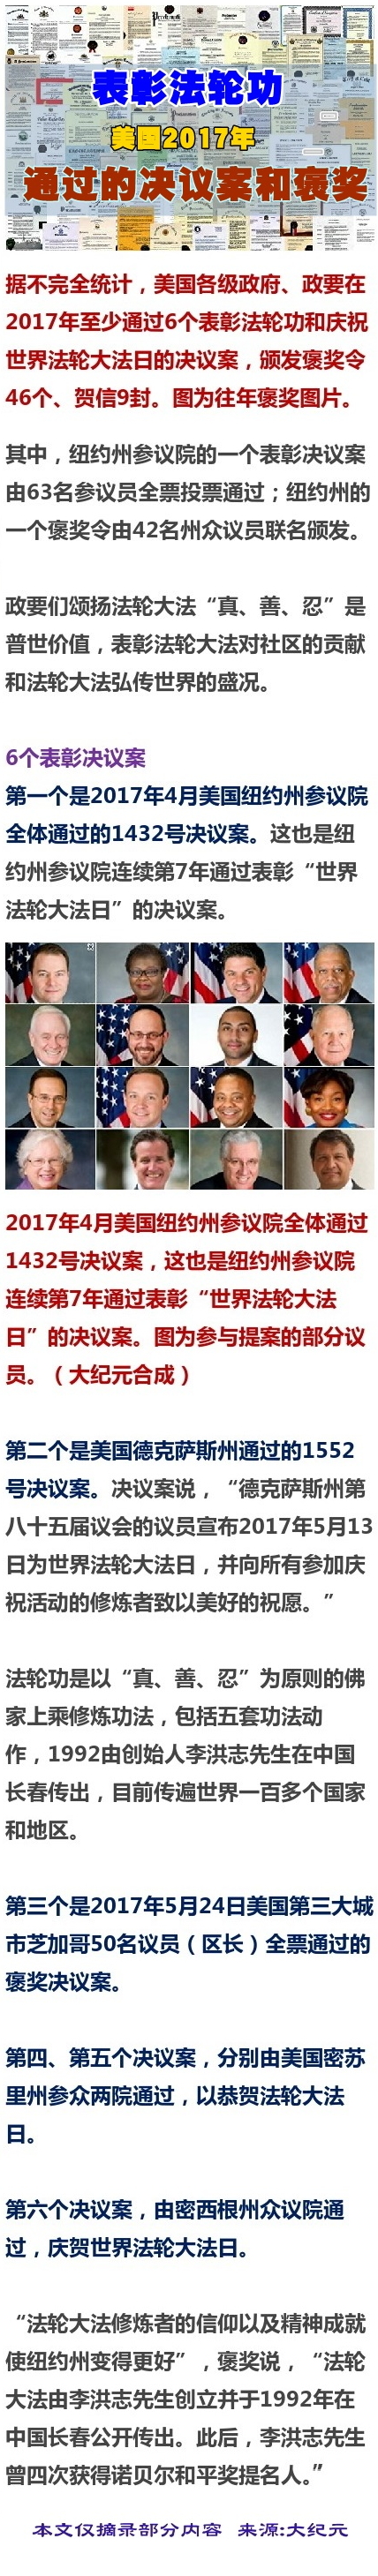 表彰法轮功
美国2017年
通过的决议案和褒奖
据不完全统计，美国各级政府、政要在
2017年至少通过6个表彰法轮功和庆祝
世界法轮大法日的决议案，颁发褒奖令
46个、贺信9封。图为往年褒奖图片。
其中，纽约州参议院的一个表彰决议案
由63名参议员全票投票通过；纽约州的
一个褒奖令由42名州众议员联名颁发。
政要们颂扬法轮大法“真、善、忍”是
普世价值，表彰法轮大法对社区的贡献
和法轮大法弘传世界的盛况。
6个表彰决议案
第一个是2017年4月美国纽约州参议院
全体通过的1432号决议案。这也是纽
约州参议院连续第7年通过表彰“世界
法轮大法日”的决议案。
2017年4月美国纽约州参议院全体通过
1432号决议案，这也是纽约州参议院
连续第7年通过表彰“世界法轮大法
日”的决议案。图为参与提案的部分议
员。（大纪元合成）
第二个是美国德克萨斯州通过的1552
号决议案。决议案说，“德克萨斯州第
八十五届议会的议员宣布2017年5月13
日为世界法轮大法日，并向所有参加庆
祝活动的修炼者致以美好的祝愿。”
法轮功是以“真、善、忍”为原则的佛
家上乘修炼功法，包括五套功法动
作，1992由创始人李洪志先生在中国
长春传出，目前传遍世界一百多个国家
和地区。
第三个是2017年5月24日美国第三大城
市芝加哥50名议员（区长）全票通过的
褒奖决议案。
第四、第五个决议案，分别由美国密苏
里州参众两院通过，以恭贺法轮大法
日。
第六个决议案，由密西根州众议院通
过，庆贺世界法轮大法日。
“法轮大法修炼者的信仰以及精神成就
使纽约州变得更好”，褒奖说，“法轮
大法由李洪志先生创立并于1992年在
中国长春公开传出。此后，李洪志先生
曾四次获得诺贝尔和平奖提名人。”
本文仅摘录部分内容 来源:大纪元